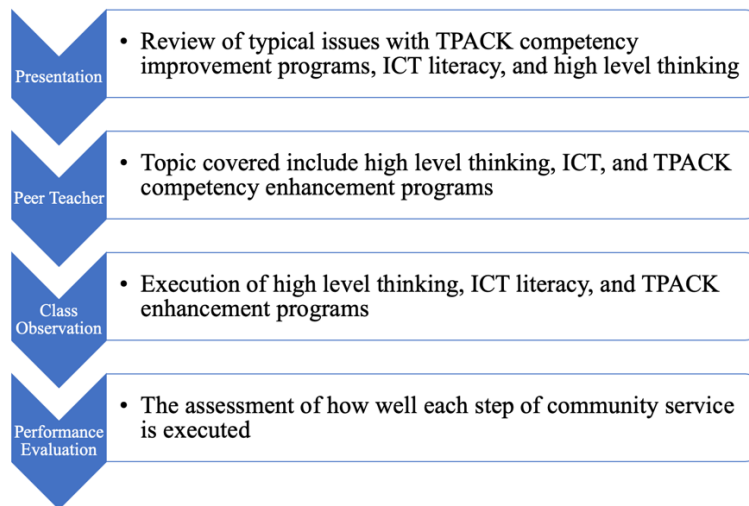 Presentation
• Review of typical issues with TPACK competency
improvement programs, ICT literacy, and high level thinking
Peer Teacher
• Topic covered include high level thinking, ICT, and TPACK
competency enhancement programs
Class
Observation
• Execution of high level thinking, ICT literacy, and TPACK
enhancement programs
Performance
Evaluation
• The assessment of how well each step of community service
is executed